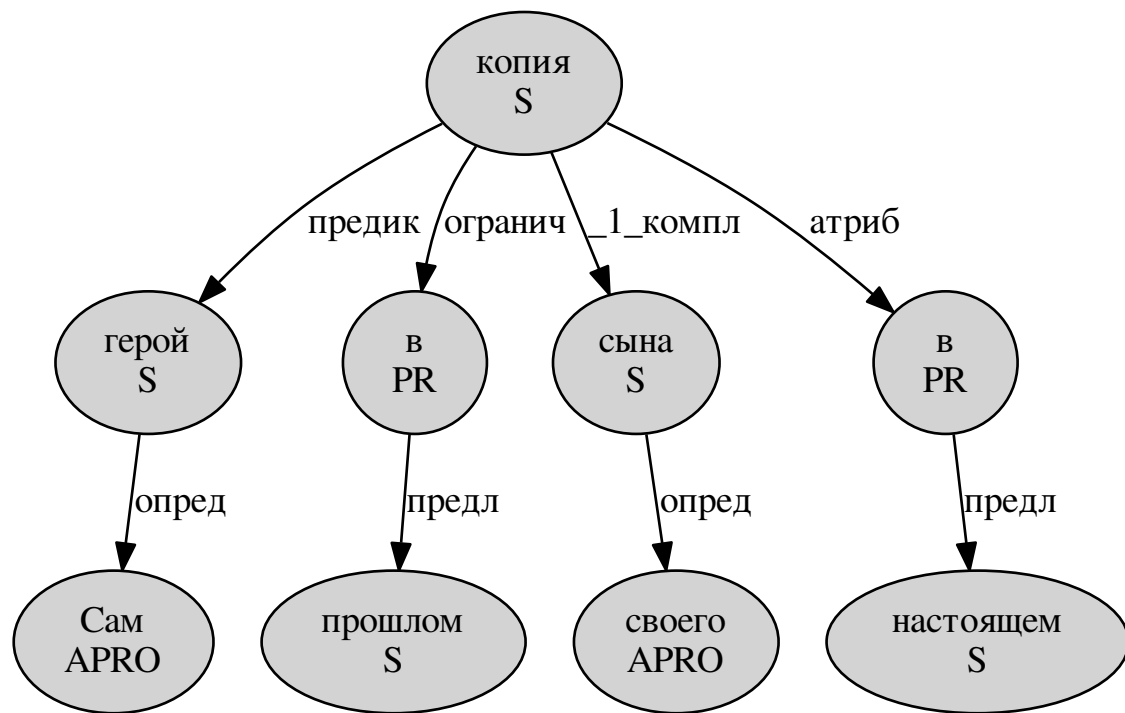 копия
S
предик
огранич
_1_компл
атриб
герой
S
в
PR
сына
S
в
PR
опред
предл
опред
предл
Сам
APRO
прошлом
S
своего
APRO
настоящем
S